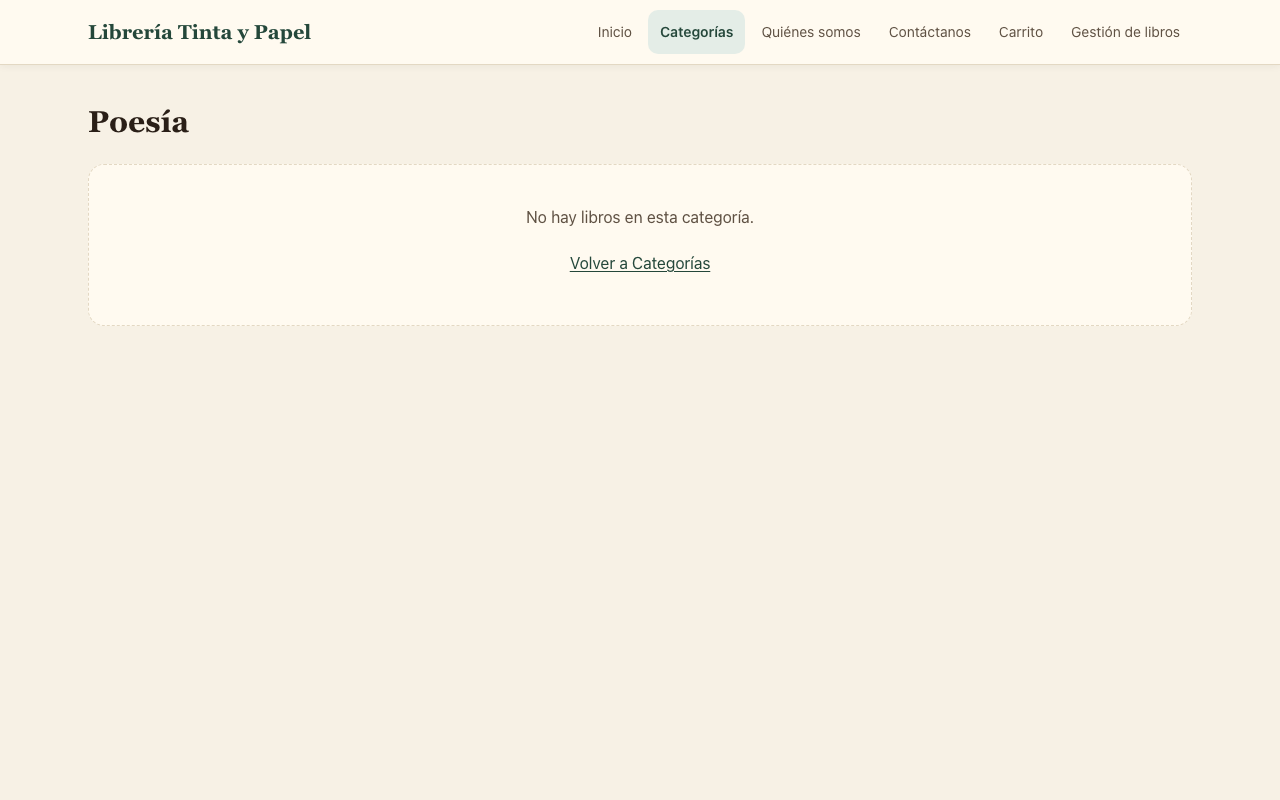 Librería Tinta y Papel
Inicio
Categorías
Quiénes somos
Contáctanos
Carrito
Gestión de libros
Poesía
No hay libros en esta categoría.
Volver a Categorías